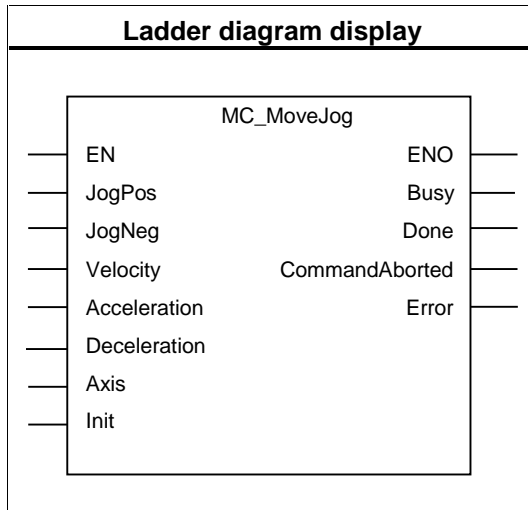 Ladder diagram display
MC_MoveJog
EN ENO
JogPos Busy
JogNeg Done
Velocity CommandAborted
Acceleration Error
Deceleration
Axis
Init